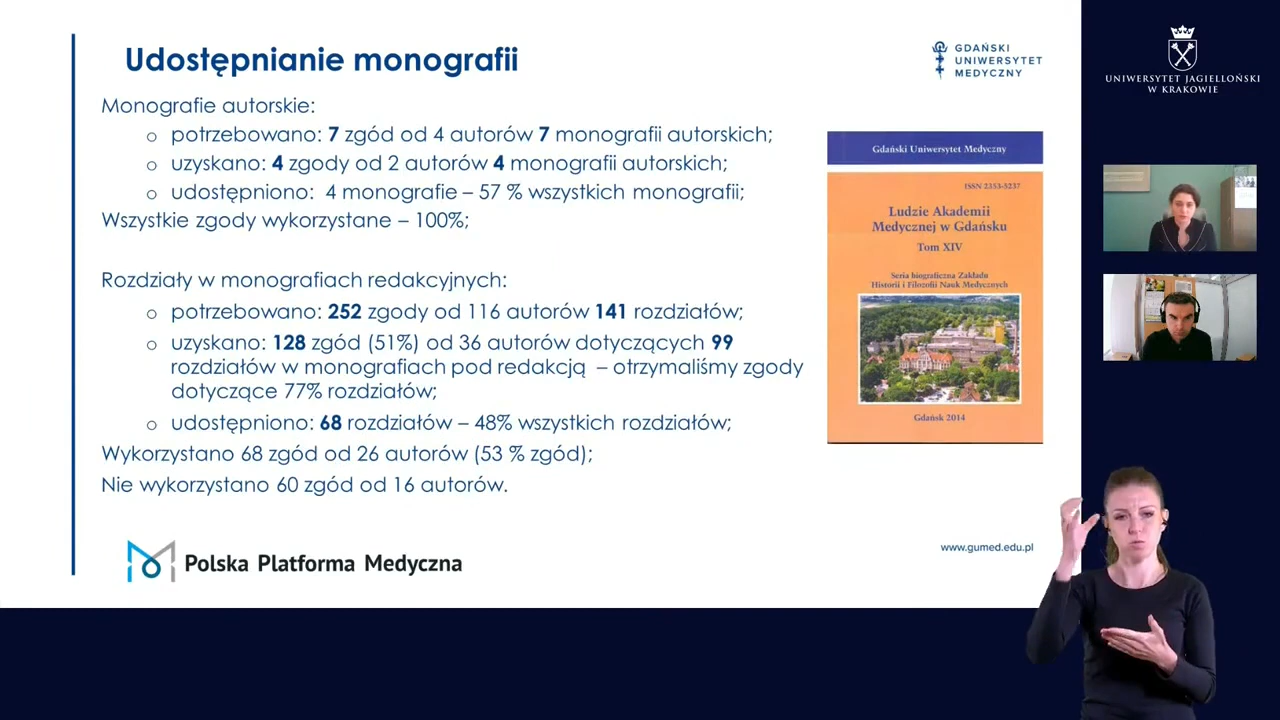 Udostępnianie monografii
GDAŃSKI
UNIWERSYTET
MEDYCZNY
Monografie autorskie:
o potrzebowano: 7 zgód od 4 autorów 7 monografii autorskich;
o uzyskano: 4 zgody od 2 autorów 4 monografii autorskich;
o udostępniono: 4 monografie – 57 % wszystkich monografii;
Wszystkie zgody wykorzystane – 100%;
Rozdziały w monografiach redakcyjnych:
o potrzebowano: 252 zgody od 116 autorów 141 rozdziałów;
o uzyskano: 128 zgód (51%) od 36 autorów dotyczących 99
rozdziałów w monografiach pod redakcją – otrzymaliśmy zgody
dotyczące 77% rozdziałów;
o udostępniono: 68 rozdziałów – 48% wszystkich rozdziałów;
Wykorzystano 68 zgód od 26 autorów (53 % zgód);
Nie wykorzystano 60 zgód od 16 autorów.
Gdański Uniwersytet Medyczny
ISSN 2353-5237
Ludzie Akademii
Medycznej w Gdańsku
Tom XIV
Seria biograficzna Zakładu
Historii i Filozofii Nauk Medycznych
Gdańsk 2014
Polska Platforma Medyczna
www.gumed.edu.pl
UNIWERSYTET JAGIELLOŃSKI
W KRAKOWIE